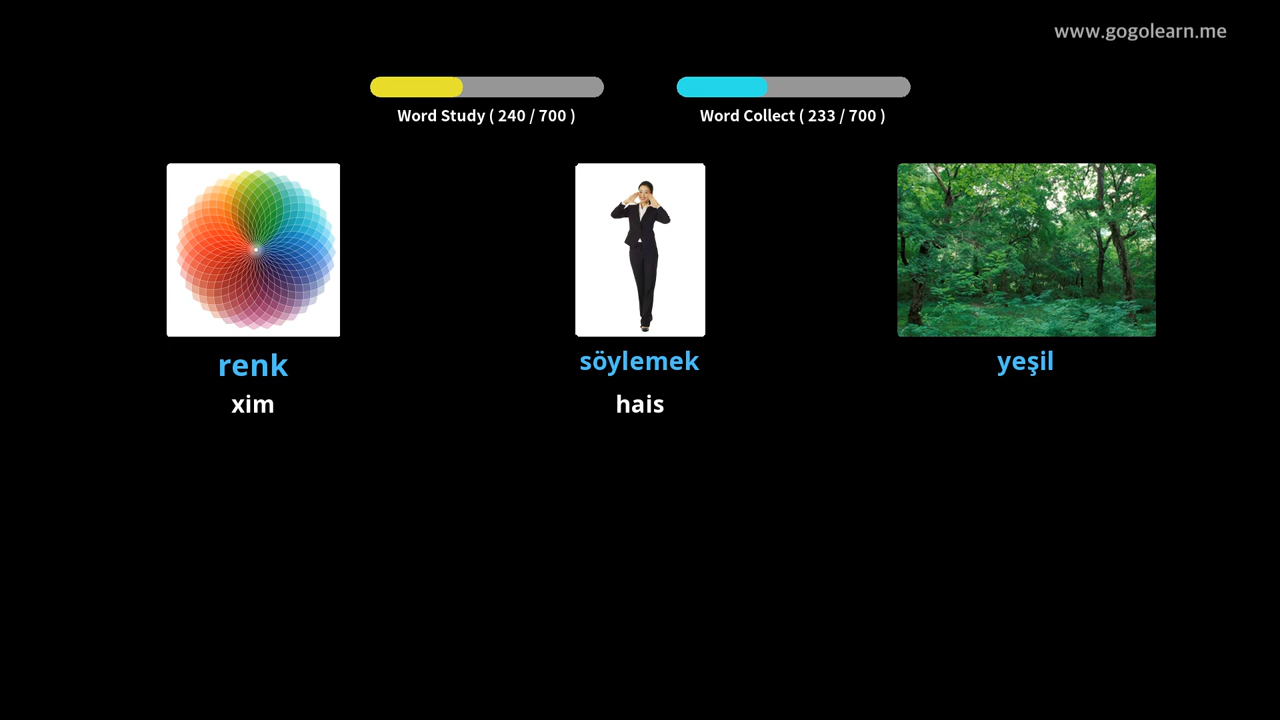 www.gogolearn.me
Word Study ( 240 / 700 )
Word Collect ( 233 / 700 )
renk
söylemek
yeşil
xim
hais